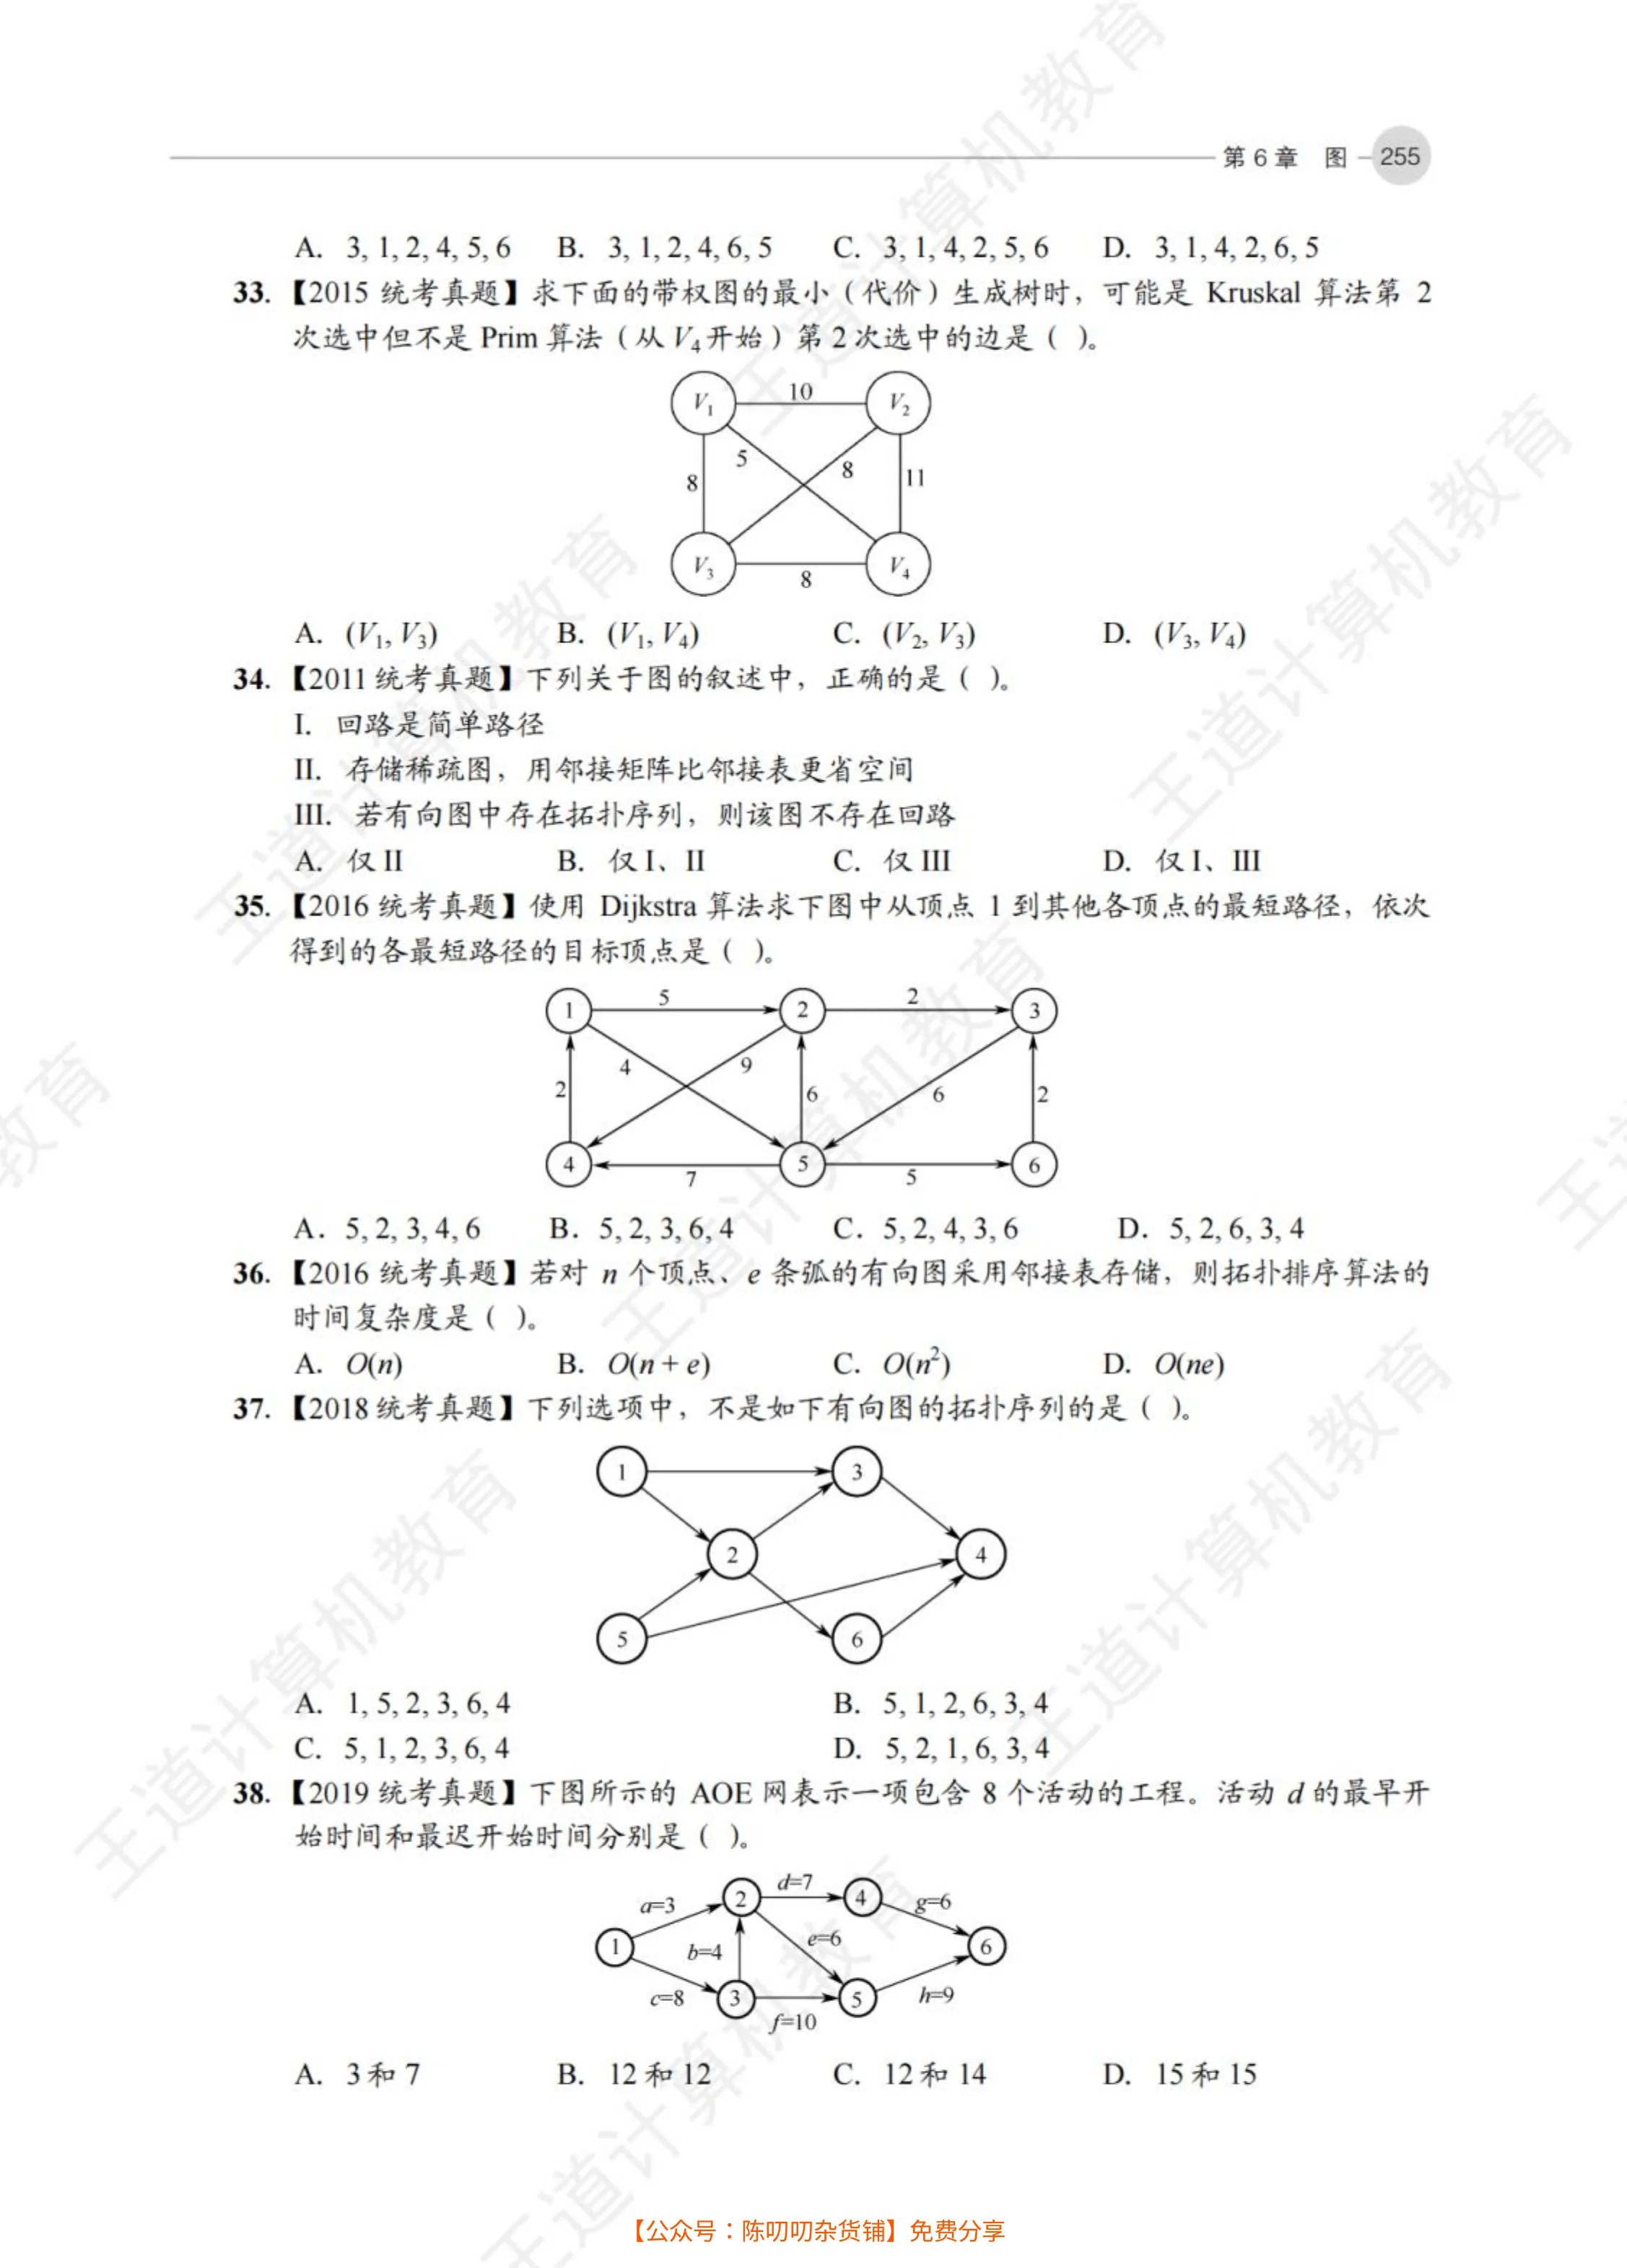 第 6 章 图 255
A. 3, 1, 2, 4, 5, 6 B. 3, 1, 2, 4, 6, 5 C. 3, 1, 4, 2, 5, 6 D. 3, 1, 4, 2, 6, 5
33. 【2015 统考真题】求下面的带权图的最小（代价）生成树时，可能是 Kruskal 算法第 2
次选中但不是 Prim 算法（从 V4 开始）第 2 次选中的边是（ ）。
V1 10 V2
5 8
8 11
V3 8 V4
A. (V1, V3) B. (V1, V4) C. (V2, V3) D. (V3, V4)
34. 【2011 统考真题】下列关于图的叙述中，正确的是（ ）。
I. 回路是简单路径
II. 存储稀疏图，用邻接矩阵比邻接表更省空间
III. 若有向图中存在拓扑序列，则该图不存在回路
A. 仅 II B. 仅 I、II C. 仅 III D. 仅 I、III
35. 【2016 统考真题】使用 Dijkstra 算法求下图中从顶点 1 到其他各顶点的最短路径，依次
得到的各最短路径的目标顶点是（ ）。
1 5 2 2 3
4 9
2 6 6 2
4 7 5 5 6
A. 5, 2, 3, 4, 6 B. 5, 2, 3, 6, 4 C. 5, 2, 4, 3, 6 D. 5, 2, 6, 3, 4
36. 【2016 统考真题】若对 n 个顶点、e 条弧的有向图采用邻接表存储，则拓扑排序算法的
时间复杂度是（ ）。
A. O(n) B. O(n + e) C. O(n²) D. O(ne)
37. 【2018 统考真题】下列选项中，不是如下有向图的拓扑序列的是（ ）。
1 3
2 4
5 6
A. 1, 5, 2, 3, 6, 4 B. 5, 1, 2, 6, 3, 4
C. 5, 1, 2, 3, 6, 4 D. 5, 2, 1, 6, 3, 4
38. 【2019 统考真题】下图所示的 AOE 网表示一项包含 8 个活动的工程。活动 d 的最早开
始时间和最迟开始时间分别是（ ）。
a=3 2 d=7 4 g=6
1 b=4 e=6 6
c=8 3 f=10 5 h=9
A. 3 和 7 B. 12 和 12 C. 12 和 14 D. 15 和 15
王道计算机教育
【公众号：陈叨叨杂货铺】免费分享